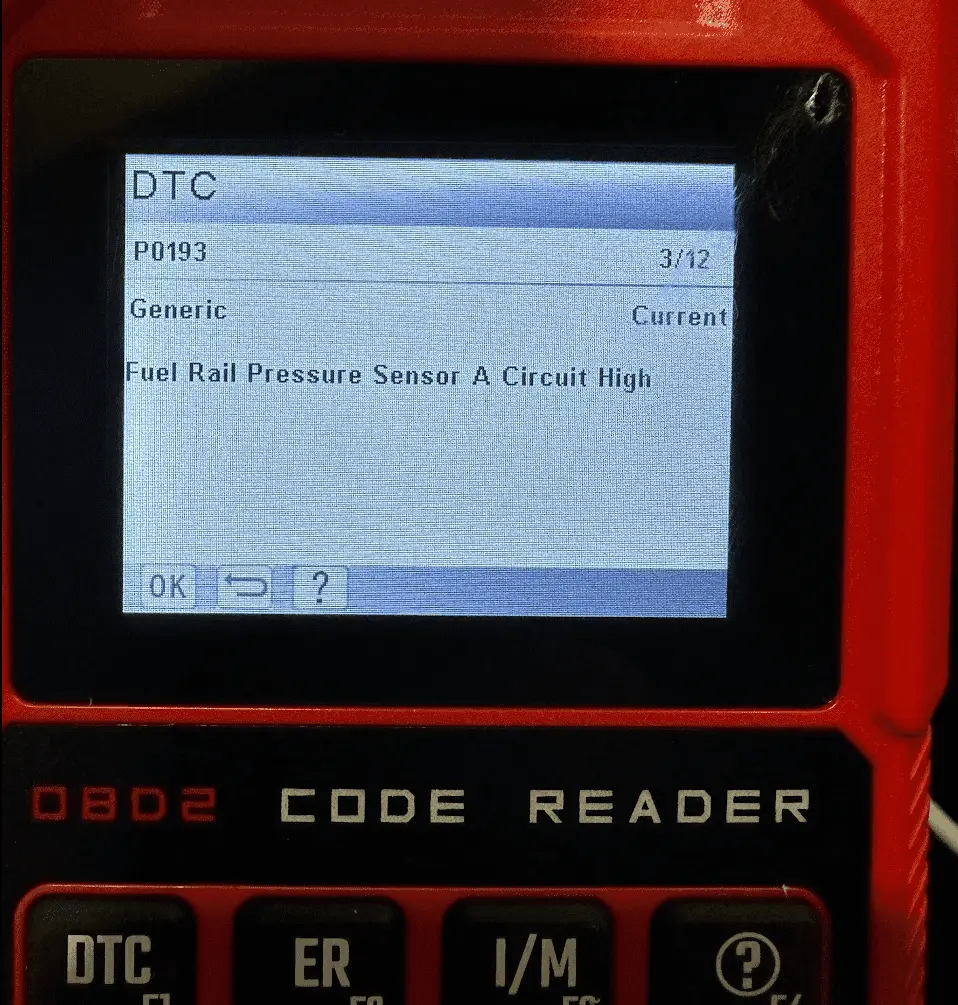 DTC
P0193 3/12
Generic Current
Fuel Rail Pressure Sensor A Circuit High
OK ?
OBD2 CODE READER
DTC ER I/M ?